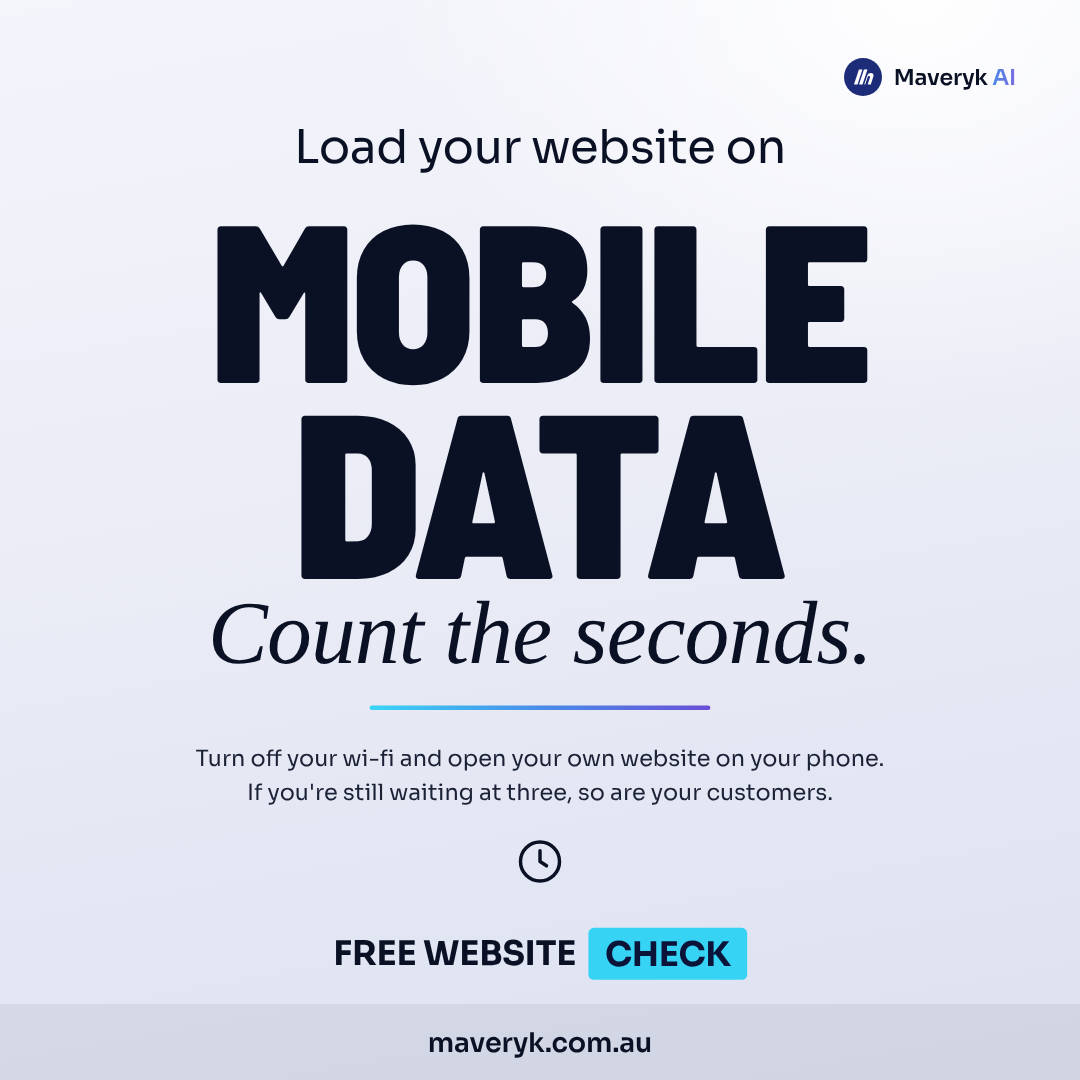 Maveryk AI
Load your website on
MOBILE
DATA
Count the seconds.
Turn off your wi-fi and open your own website on your phone.
If you're still waiting at three, so are your customers.
FREE WEBSITE CHECK
maveryk.com.au